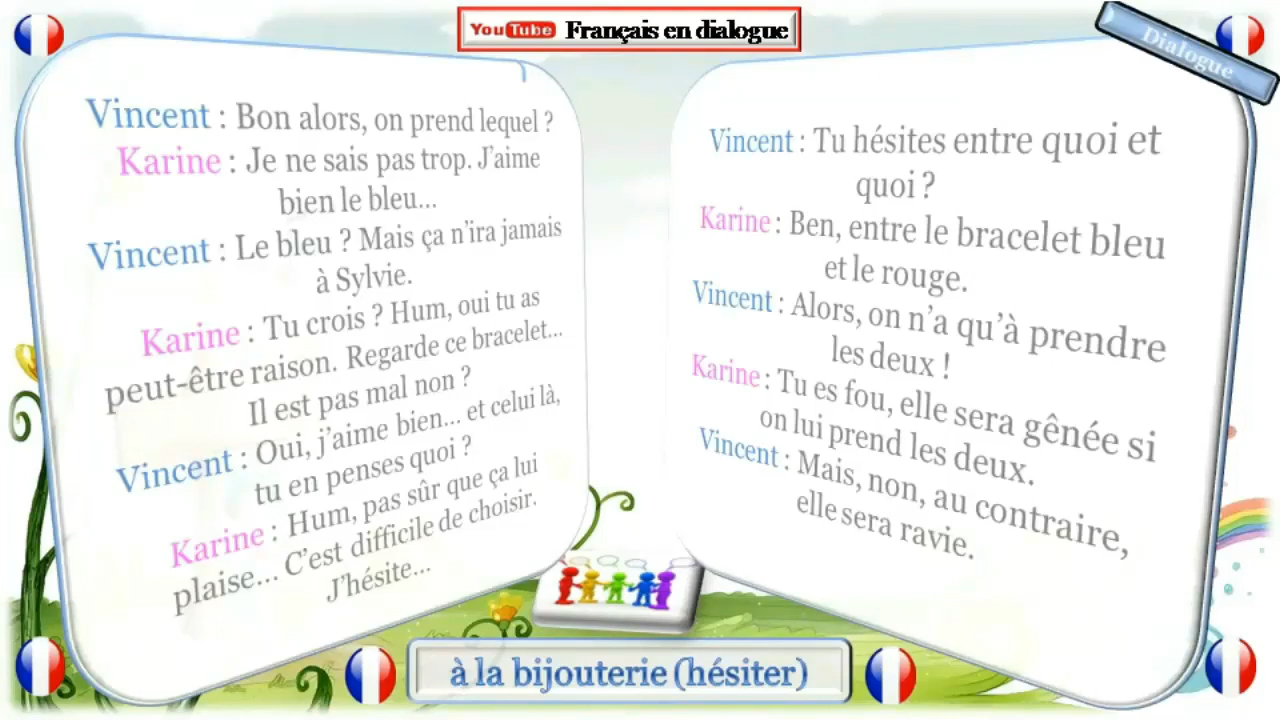 YouTube Français en dialogue
Dialogue
Vincent : Bon alors, on prend lequel ?
Karine : Je ne sais pas trop. J'aime
bien le bleu...
Vincent : Le bleu ? Mais ça n'ira jamais
à Sylvie.
Karine : Tu crois ? Hum, oui tu as
peut-être raison. Regarde ce bracelet...
Il est pas mal non ?
Vincent : Oui, j'aime bien... et celui là,
tu en penses quoi ?
Karine : Hum, pas sûr que ça lui
plaise... C'est difficile de choisir.
J'hésite...
Vincent : Tu hésites entre quoi et
quoi ?
Karine : Ben, entre le bracelet bleu
et le rouge.
Vincent : Alors, on n'a qu'à prendre
les deux !
Karine : Tu es fou, elle sera gênée si
on lui prend les deux.
Vincent : Mais, non, au contraire,
elle sera ravie.
à la bijouterie (hésiter)